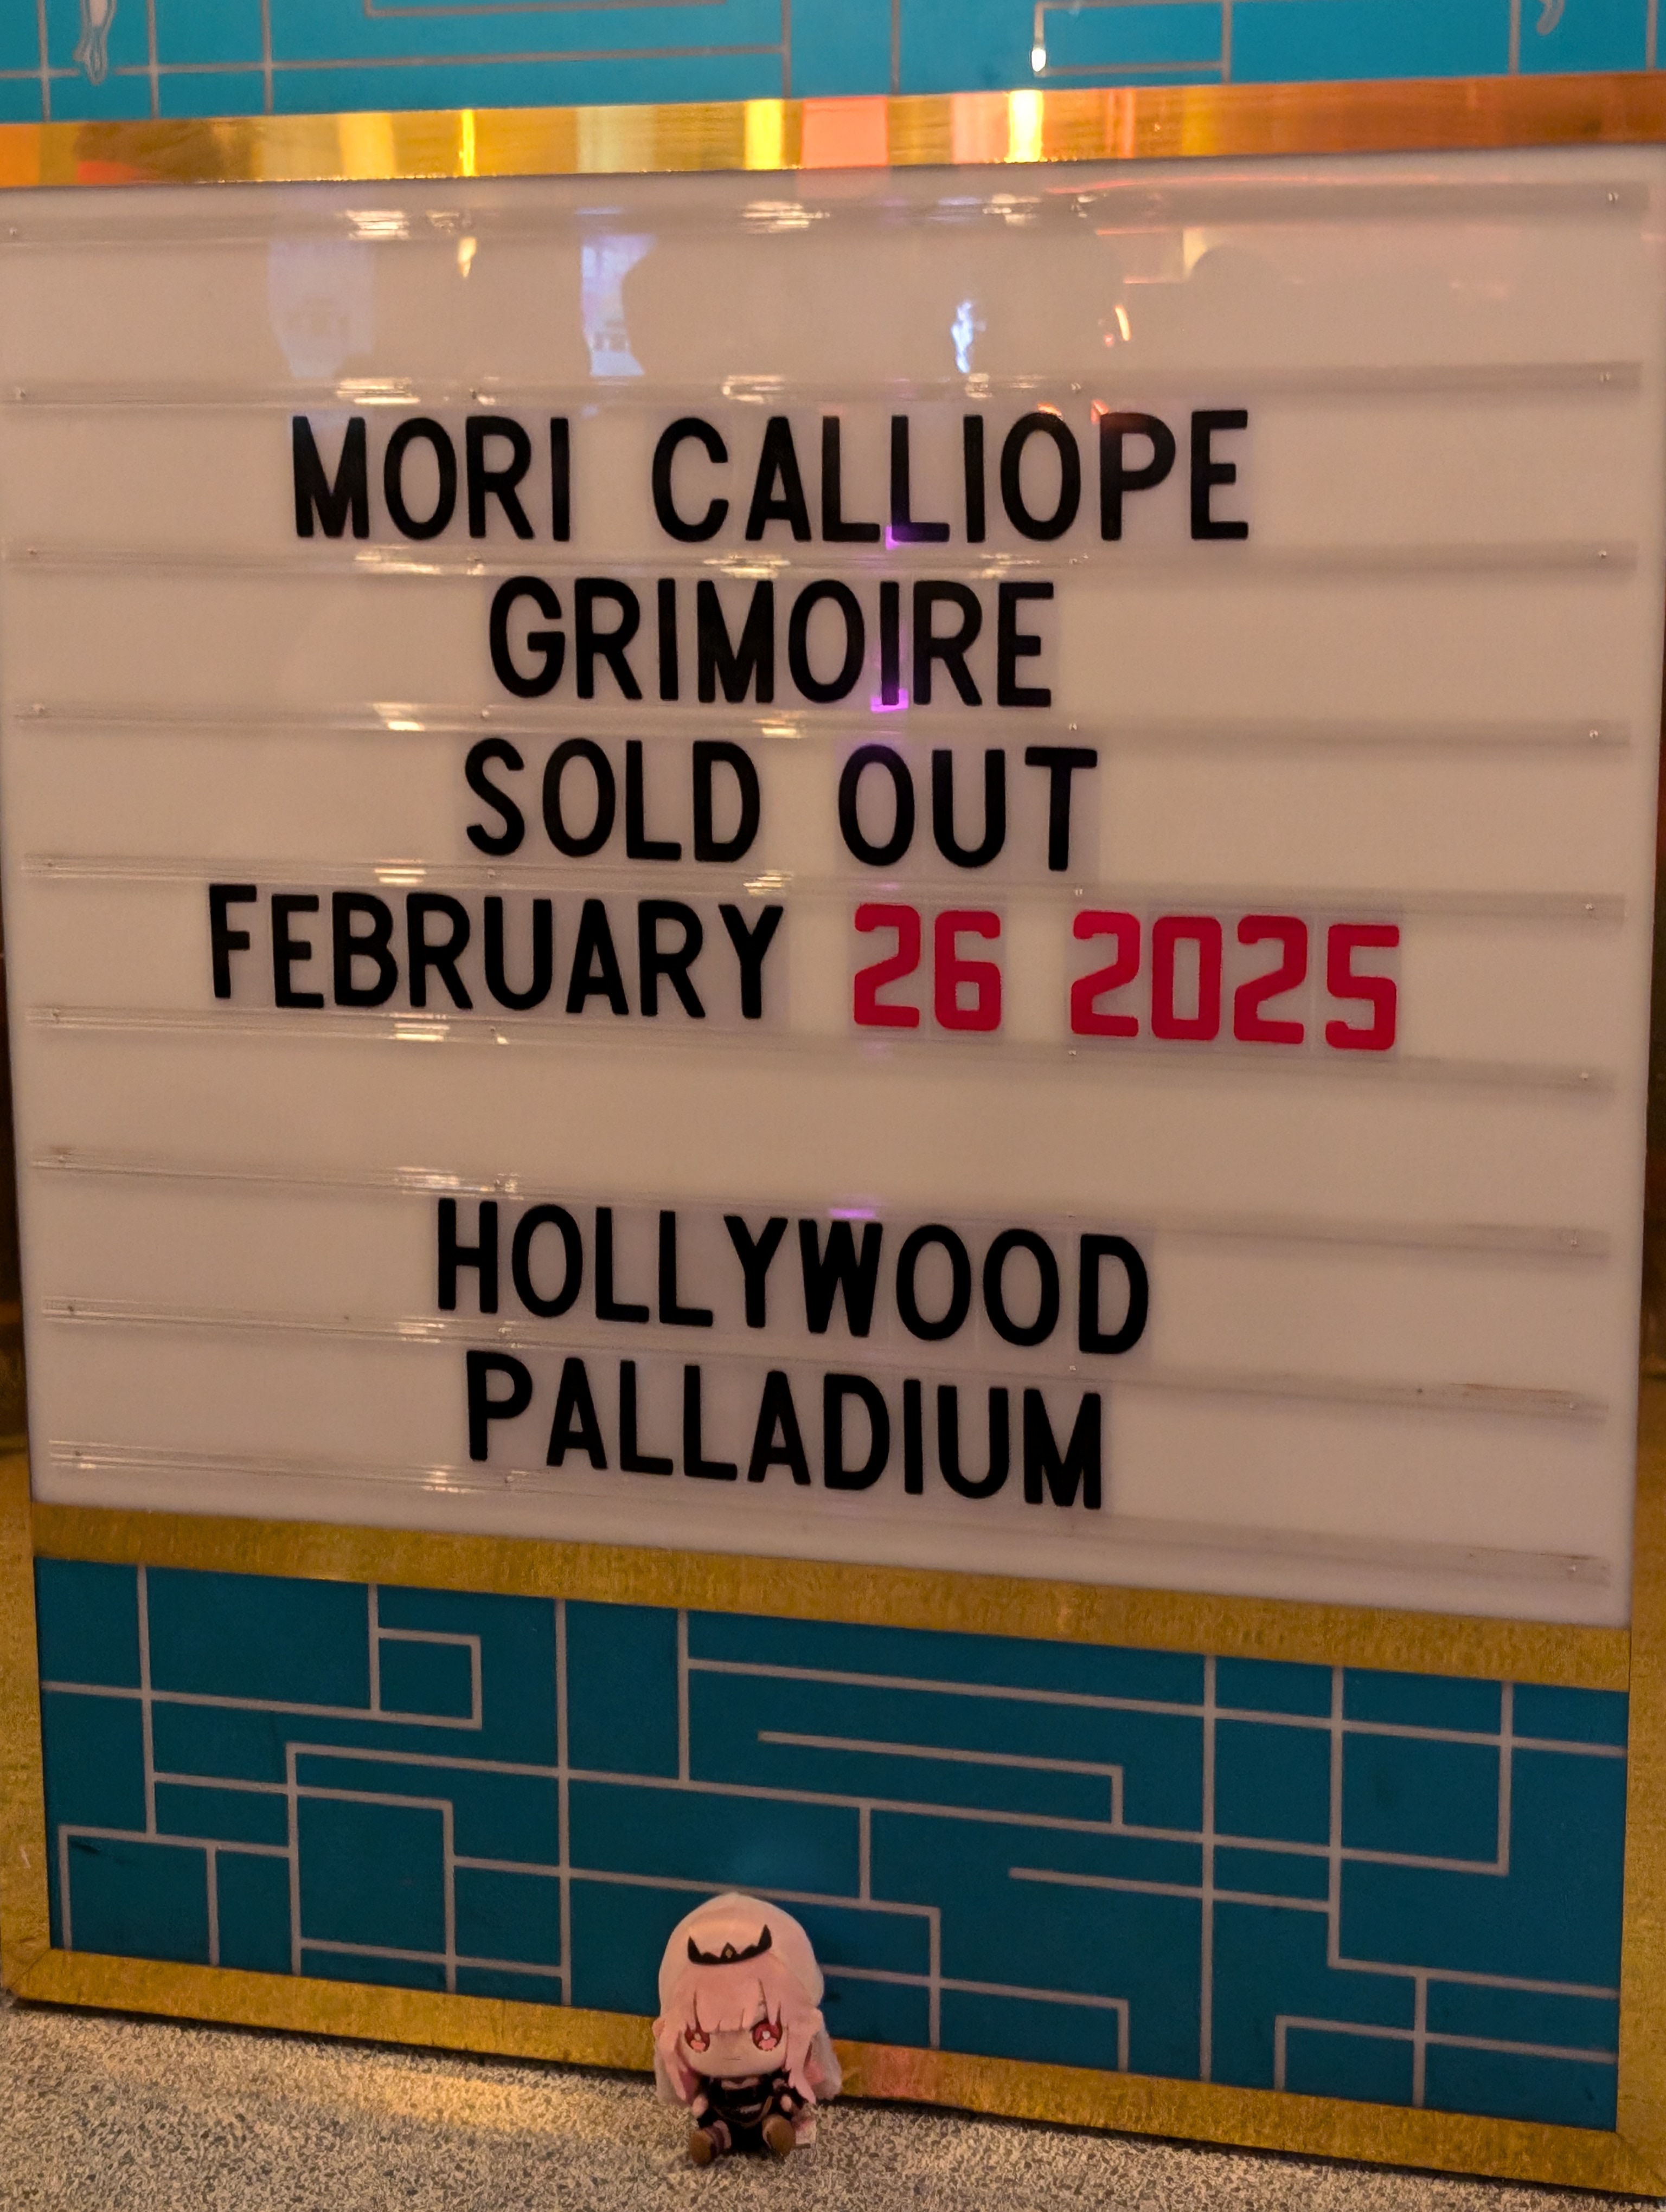 MORI CALLIOPE
GRIMOIRE
SOLD OUT
FEBRUARY 26 2025
HOLLYWOOD
PALLADIUM